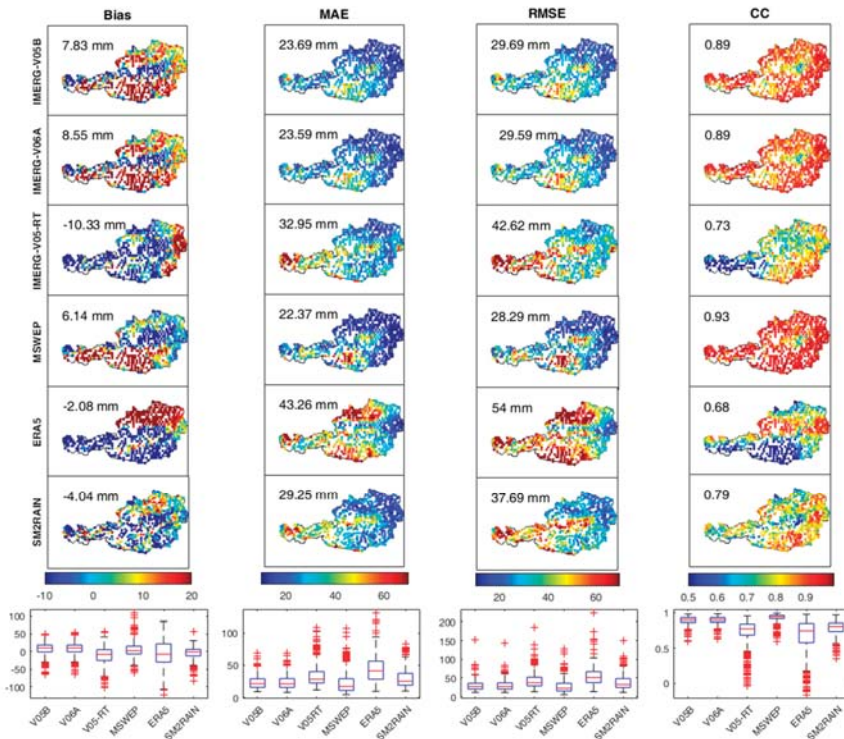 Bias MAE RMSE CC
IMERG-V05B
7.83 mm 23.69 mm 29.69 mm 0.89
IMERG-V06A
8.55 mm 23.59 mm 29.59 mm 0.89
IMERG-V05-RT
-10.33 mm 32.95 mm 42.62 mm 0.73
MSWEP
6.14 mm 22.37 mm 28.29 mm 0.93
ERA5
-2.08 mm 43.26 mm 54 mm 0.68
SM2RAIN
-4.04 mm 29.25 mm 37.69 mm 0.79
-10 0 10 20 20 40 60 20 40 60 0.5 0.6 0.7 0.8 0.9
100
50
0
-50
-100
V05B V06A V05-RT MSWEP ERA5 SM2RAIN
100
50
0
V05B V06A V05RT MSWEP ERA5 SM2RAIN
200
150
100
50
0
V05B V06A V05RT MSWEP ERA5 SM2RAIN
1
0.5
0
V05B V06A V05-RT MSWEP ERA5 SM2RAIN